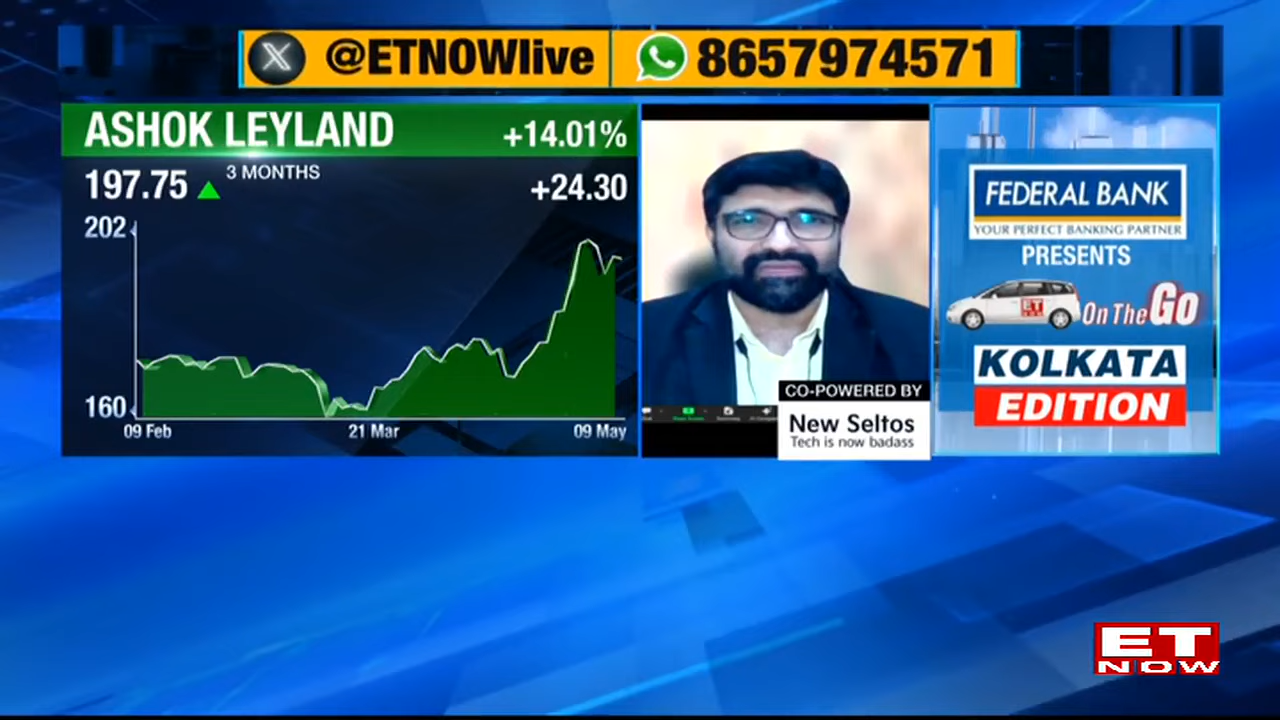 @ETNOWlive
8657974571
ASHOK LEYLAND
+14.01%
197.75
3 MONTHS
+24.30
202
160
09 Feb
21 Mar
09 May
CO-POWERED BY
New Seltos
Tech is now badass
FEDERAL BANK
YOUR PERFECT BANKING PARTNER
PRESENTS
ET
NOW
On The Go
KOLKATA
EDITION
ET
NOW